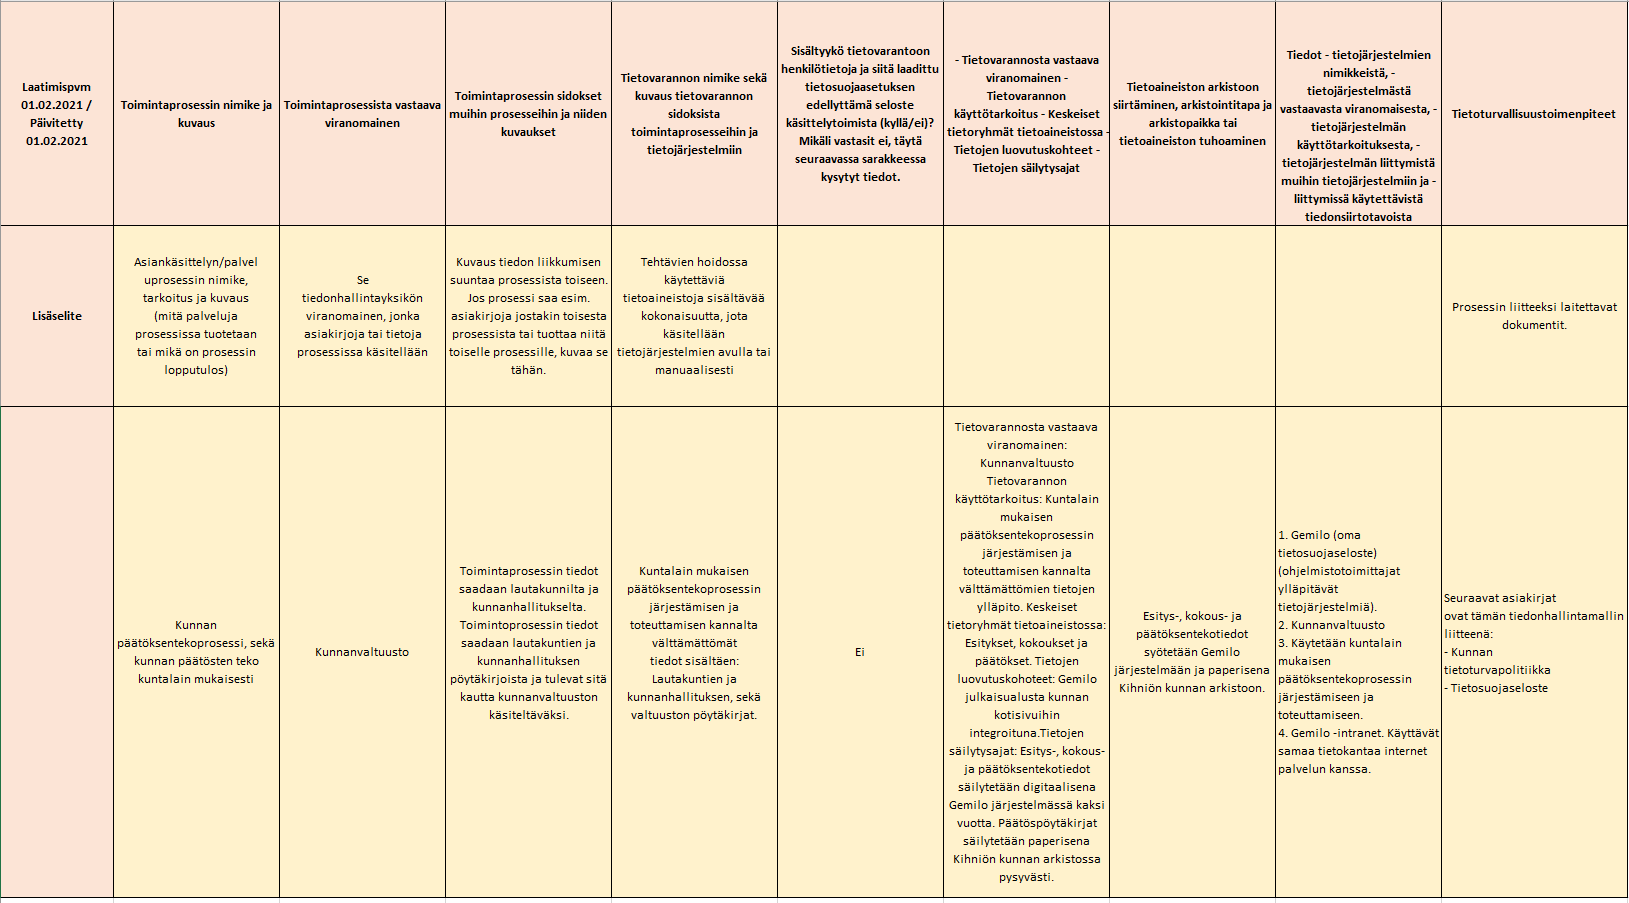 Laatimispvm
01.02.2021 /
Päivitetty
01.02.2021
Toimintaprosessin nimike ja
kuvaus
Toimintaprosessista vastaava
viranomainen
Toimintaprosessin sidokset
muihin prosesseihin ja niiden
kuvaukset
Tietovarannon nimike sekä
kuvaus tietovarannon
sidoksista
toimintaprosesseihin ja
tietojärjestelmiin
Sisältyykö tietovarantoon
henkilötietoja ja siitä laadittu
tietosuojaasetuksen
edellyttämä seloste
käsittelytoimista (kyllä/ei)?
Mikäli vastasit ei, täytä
seuraavassa sarakkeessa
kysytyt tiedot.
- Tietovarannosta vastaava
viranomainen -
Tietovarannon
käyttötarkoitus - Keskeiset
tietoryhmät tietoaineistossa -
Tietojen luovutuskohteet -
Tietojen säilytysajat
Tietoaineiston arkistoon
siirtäminen, arkistointitapa ja
arkistopaikka tai
tietoaineiston tuhoaminen
Tiedot - tietojärjestelmien
nimikkeistä, -
tietojärjestelmästä
vastaavasta viranomaisesta, -
tietojärjestelmän
käyttötarkoituksesta, -
tietojärjestelmän liittymistä
muihin tietojärjestelmiin ja -
liittymissä käytettävistä
tiedonsiirtotavoista
Tietoturvallisuustoimenpiteet
Lisäselite
Asiankäsittelyn/palvel
uprosessin nimike,
tarkoitus ja kuvaus
(mitä palveluja
prosessissa tuotetaan
tai mikä on prosessin
lopputulos)
Se
tiedonhallintayksikön
viranomainen, jonka
asiakirjoja tai tietoja
prosessissa käsitellään
Kuvaus tiedon liikkumisen
suuntaa prosessista toiseen.
Jos prosessi saa esim.
asiakirjoja jostakin toisesta
prosessista tai tuottaa niitä
toiselle prosessille, kuvaa se
tähän.
Tehtävien hoidossa
käytettäviä
tietoaineistoja sisältävää
kokonaisuutta, jota
käsitellään
tietojärjestelmien avulla tai
manuaalisesti
Prosessin liitteeksi laitettavat
dokumentit.
Kunnan
päätöksentekoprosessi, sekä
kunnan päätösten teko
kuntalain mukaisesti
Kunnanvaltuusto
Toimintaprosessin tiedot
saadaan lautakunnilta ja
kunnanhallitukselta.
Toimintoprosessin tiedot
saadaan lautakuntien ja
kunnanhallituksen
pöytäkirjoista ja tulevat sitä
kautta kunnanvaltuuston
käsiteltäväksi.
Kuntalain mukaisen
päätöksentekoprosessin
järjestämisen ja
toteuttamisen kannalta
välttämättömät
tiedot sisältäen:
Lautakuntien ja
kunnanhallituksen, sekä
valtuuston pöytäkirjat.
Ei
Tietovarannosta vastaava
viranomainen:
Kunnanvaltuusto
Tietovarannon
käyttötarkoitus: Kuntalain
mukaisen
päätöksentekoprosessin
järjestämisen ja
toteuttamisen kannalta
välttämättömien tietojen
ylläpito. Keskeiset
tietoryhmät tietoaineistossa:
Esitykset, kokoukset ja
päätökset. Tietojen
luovutuskohoteet: Gemilo
julkaisualusta kunnan
kotisivuihin
integroituna.Tietojen
säilytysajat: Esitys-, kokous-
ja päätöksentekotiedot
säilytetään digitaalisena
Gemilo järjestelmässä kaksi
vuotta. Päätöspöytäkirjat
säilytetään paperisena
Kihniön kunnan arkistossa
pysyvästi.
Esitys-, kokous- ja
päätöksentekotiedot
syötetään Gemilo
järjestelmään ja paperisena
Kihniön kunnan arkistoon.
1. Gemilo (oma
tietosuojaseloste)
(ohjelmistotoimittajat
ylläpitävät
tietojärjestelmiä).
2. Kunnanvaltuusto
3. Käytetään kuntalain
mukaisen
päätöksentekoprosessin
järjestämiseen ja
toteuttamiseen.
4. Gemilo -intranet. Käyttävät
samaa tietokantaa internet
palvelun kanssa.
Seuraavat asiakirjat
ovat tämän tiedonhallintamallin
liitteenä:
- Kunnan
tietoturvapolitiikka
- Tietosuojaseloste